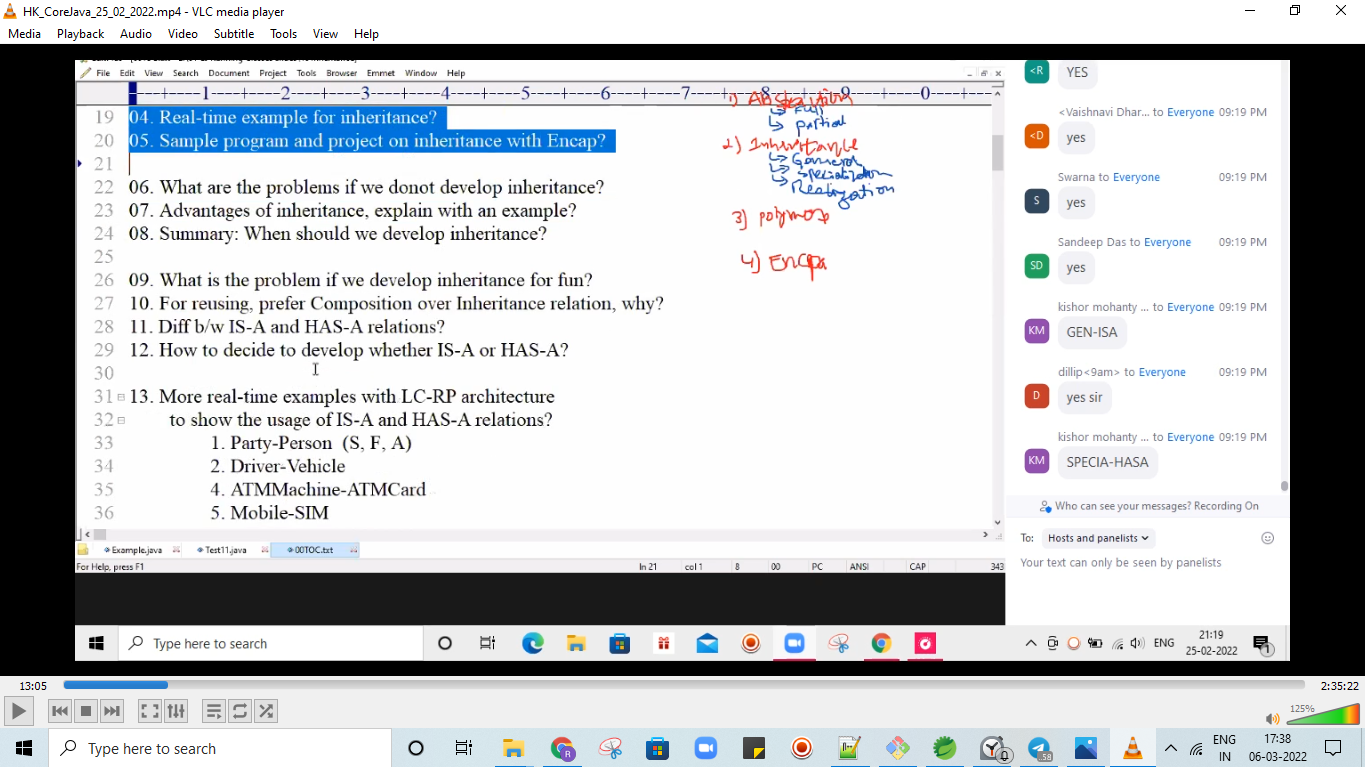 HK_CoreJava_25_02_2022.mp4 - VLC media player
Media Playback Audio Video Subtitle Tools View Help
File Edit View Search Document Project Tools Browser Emmet Window Help
1 2 3 4 5 6 7 8 9 0
19 04. Real-time example for inheritance?
20 05. Sample program and project on inheritance with Encap?
21
22 06. What are the problems if we donot develop inheritance?
23 07. Advantages of inheritance, explain with an example?
24 08. Summary: When should we develop inheritance?
25
26 09. What is the problem if we develop inheritance for fun?
27 10. For reusing, prefer Composition over Inheritance relation, why?
28 11. Diff b/w IS-A and HAS-A relations?
29 12. How to decide to develop whether IS-A or HAS-A?
30
31 13. More real-time examples with LC-RP architecture
32 to show the usage of IS-A and HAS-A relations?
33 1. Party-Person (S, F, A)
34 2. Driver-Vehicle
35 4. ATMMachine-ATMCard
36 5. Mobile-SIM
1)
Full
partial
2)
3) polymorp
4) Encpa
Example.java Test11.java 00TOC.txt
For Help, press F1 ln 21 col 1 8 00 PC ANSI CAP 343
<R YES
<Vaishnavi Dhar... to Everyone 09:19 PM
<D yes
Swarna to Everyone 09:19 PM
S yes
Sandeep Das to Everyone 09:19 PM
SD yes
kishor mohanty ... to Everyone 09:19 PM
KM GEN-ISA
dillip<9am> to Everyone 09:19 PM
D yes sir
kishor mohanty ... to Everyone 09:19 PM
KM SPECIA-HASA
Who can see your messages? Recording On
To: Hosts and panelists
Your text can only be seen by panelists
Type here to search
ENG
21:19
25-02-2022
1
13:05 2:35:22
125%
Type here to search
58
ENG
IN
17:38
06-03-2022